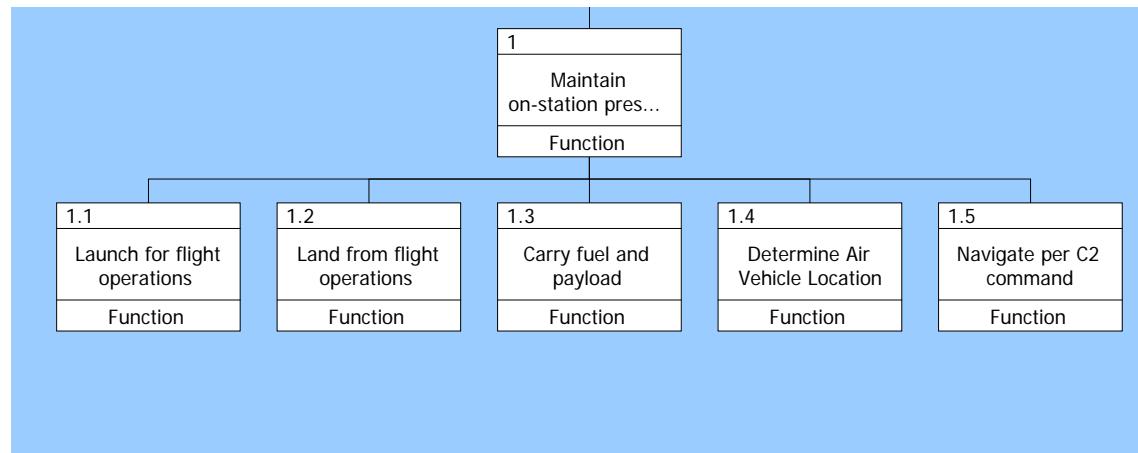 1
Maintain
on-station pres...
Function
1.1
Launch for flight
operations
Function
1.2
Land from flight
operations
Function
1.3
Carry fuel and
payload
Function
1.4
Determine Air
Vehicle Location
Function
1.5
Navigate per C2
command
Function